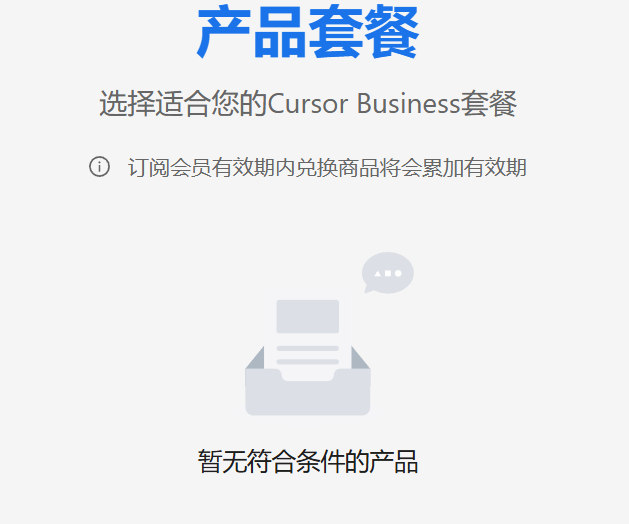 产品套餐
选择适合您的Cursor Business套餐
订阅会员有效期内兑换商品将会累加有效期
暂无符合条件的产品